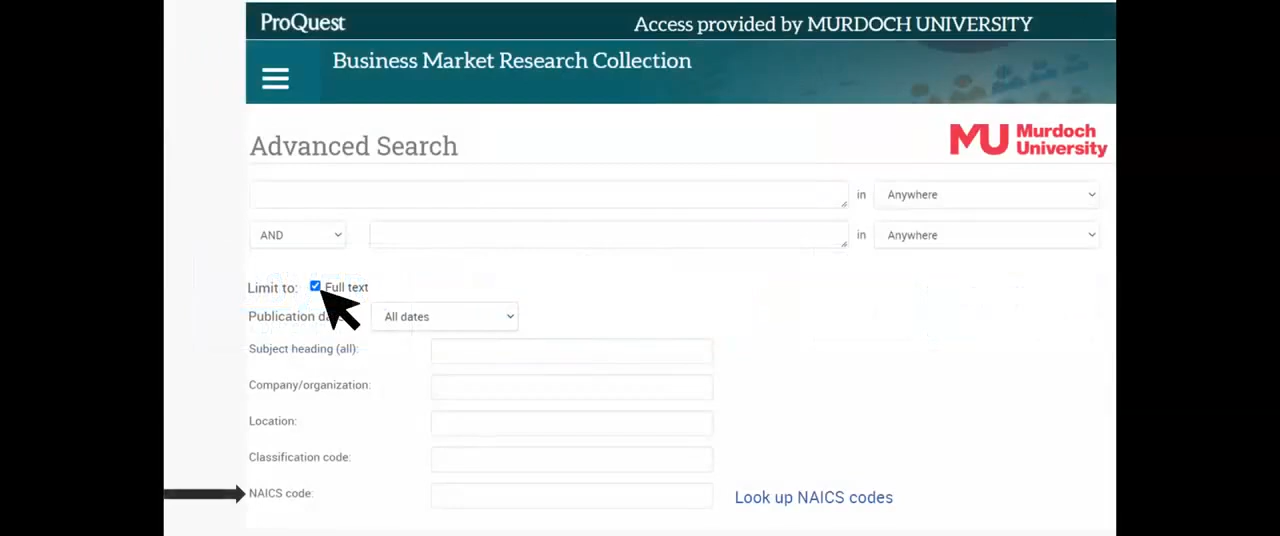 ProQuest
Access provided by MURDOCH UNIVERSITY
Business Market Research Collection
Advanced Search
MU Murdoch
University
in Anywhere
AND in Anywhere
Limit to: Full text
Publication All dates
Subject heading (all):
Company/organization:
Location:
Classification code:
NAICS code: Look up NAICS codes